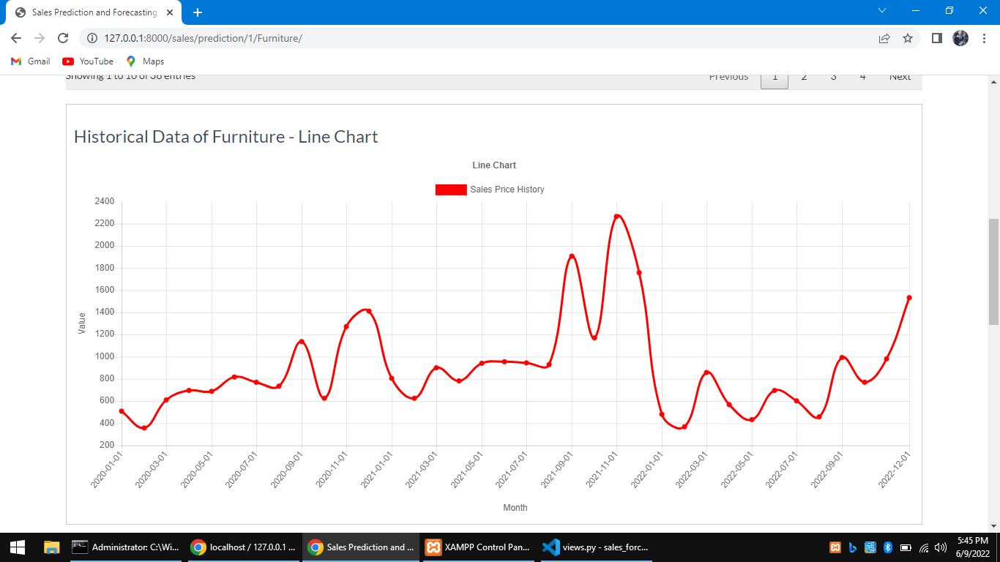 Sales Prediction and Forecasting
127.0.0.1:8000/sales/prediction/1/Furniture/
Gmail YouTube Maps
Showing 1 to 10 of 36 entries Previous 1 2 3 4 Next
Historical Data of Furniture - Line Chart
Line Chart
Sales Price History
2400
2200
2000
1800
1600
1400
1200
1000
800
600
400
200
Value
2020-01-01 2020-03-01 2020-05-01 2020-07-01 2020-09-01 2020-11-01 2021-01-01 2021-03-01 2021-05-01 2021-07-01 2021-09-01 2021-11-01 2022-01-01 2022-03-01 2022-05-01 2022-07-01 2022-09-01 2022-12-01
Month
Administrator: C:\Wi... localhost / 127.0.0.1 ... Sales Prediction and ... XAMPP Control Pan... views.py - sales_forc...
5:45 PM
6/9/2022